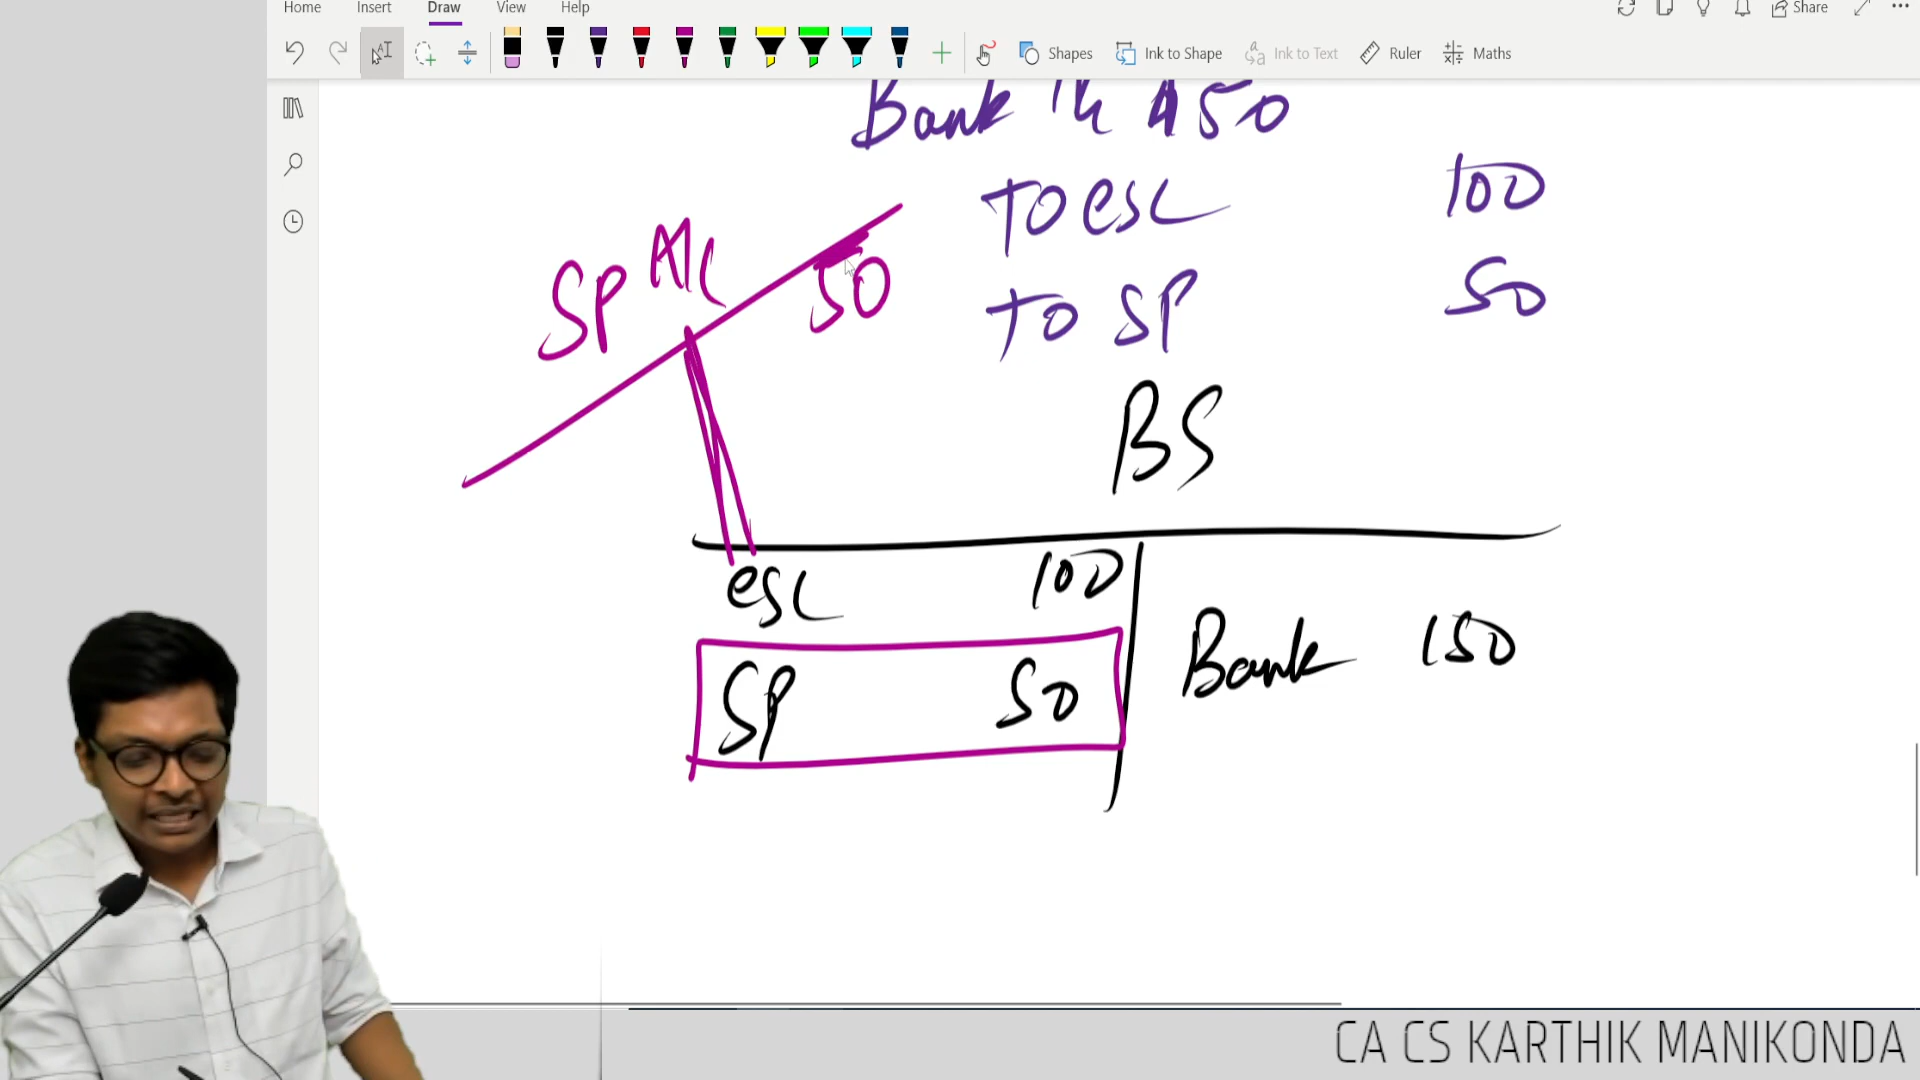 Home Insert Draw View Help Share
Shapes Ink to Shape Ink to Text Ruler Maths
Bank 150
To esc 100
SP A/c 50
To SP 50
BS
esc 100
Bank 150
SP 50
CA CS KARTHIK MANIKONDA